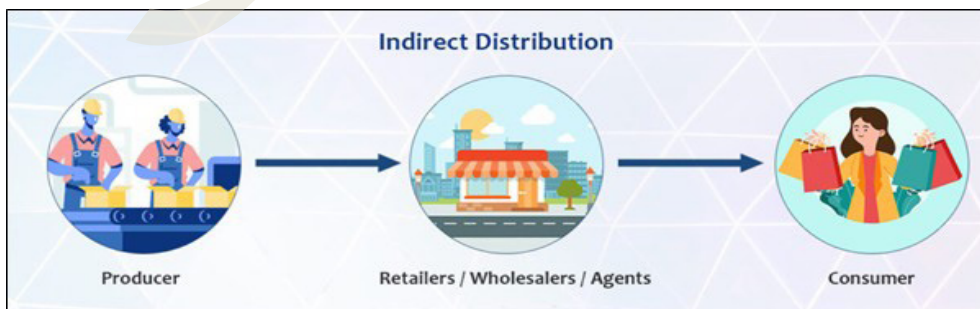 Indirect Distribution
Producer
Retailers / Wholesalers / Agents
Consumer